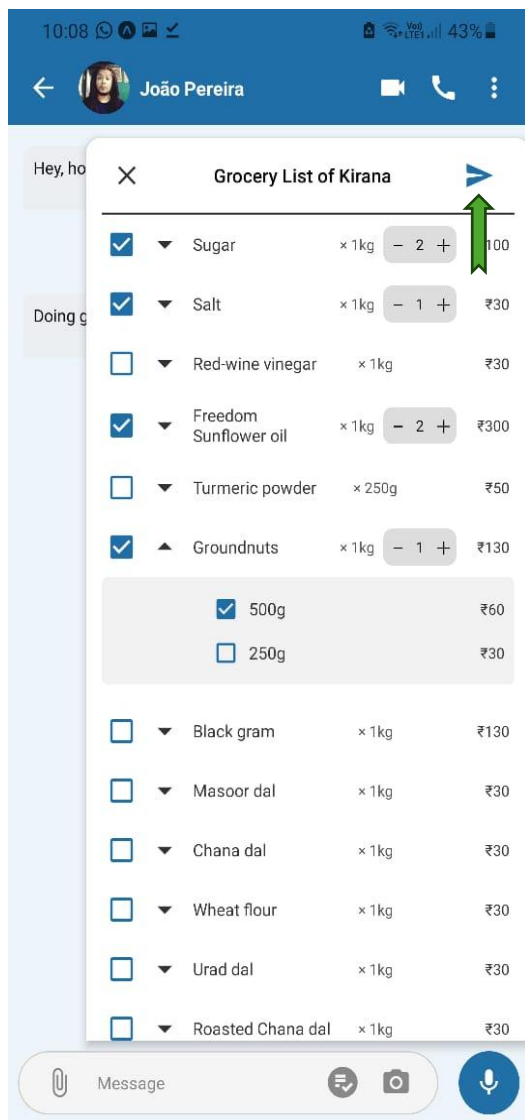 10:08 43%
João Pereira
Hey, ho
Grocery List of Kirana
Sugar × 1kg − 2 + 100
Doing g
Salt × 1kg − 1 + ₹30
Red-wine vinegar × 1kg ₹30
Freedom
Sunflower oil × 1kg − 2 + ₹300
Turmeric powder × 250g ₹50
Groundnuts × 1kg − 1 + ₹130
500g ₹60
250g ₹30
Black gram × 1kg ₹130
Masoor dal × 1kg ₹30
Chana dal × 1kg ₹30
Wheat flour × 1kg ₹30
Urad dal × 1kg ₹30
Roasted Chana dal × 1kg ₹30
Message